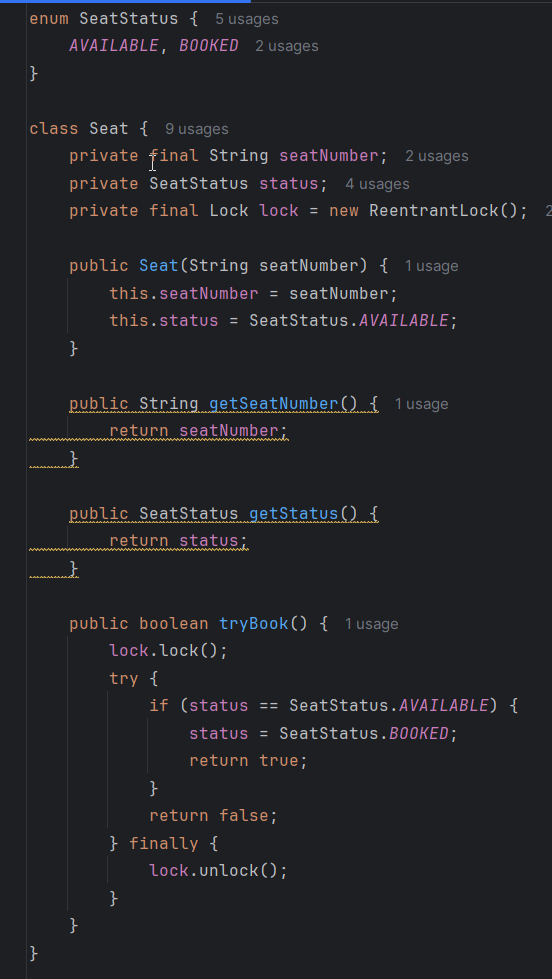 enum SeatStatus { 5 usages
AVAILABLE, BOOKED 2 usages
}
class Seat { 9 usages
private final String seatNumber; 2 usages
private SeatStatus status; 4 usages
private final Lock lock = new ReentrantLock(); 2
public Seat(String seatNumber) { 1 usage
this.seatNumber = seatNumber;
this.status = SeatStatus.AVAILABLE;
}
public String getSeatNumber() { 1 usage
return seatNumber;
}
public SeatStatus getStatus() {
return status;
}
public boolean tryBook() { 1 usage
lock.lock();
try {
if (status == SeatStatus.AVAILABLE) {
status = SeatStatus.BOOKED;
return true;
}
return false;
} finally {
lock.unlock();
}
}
}